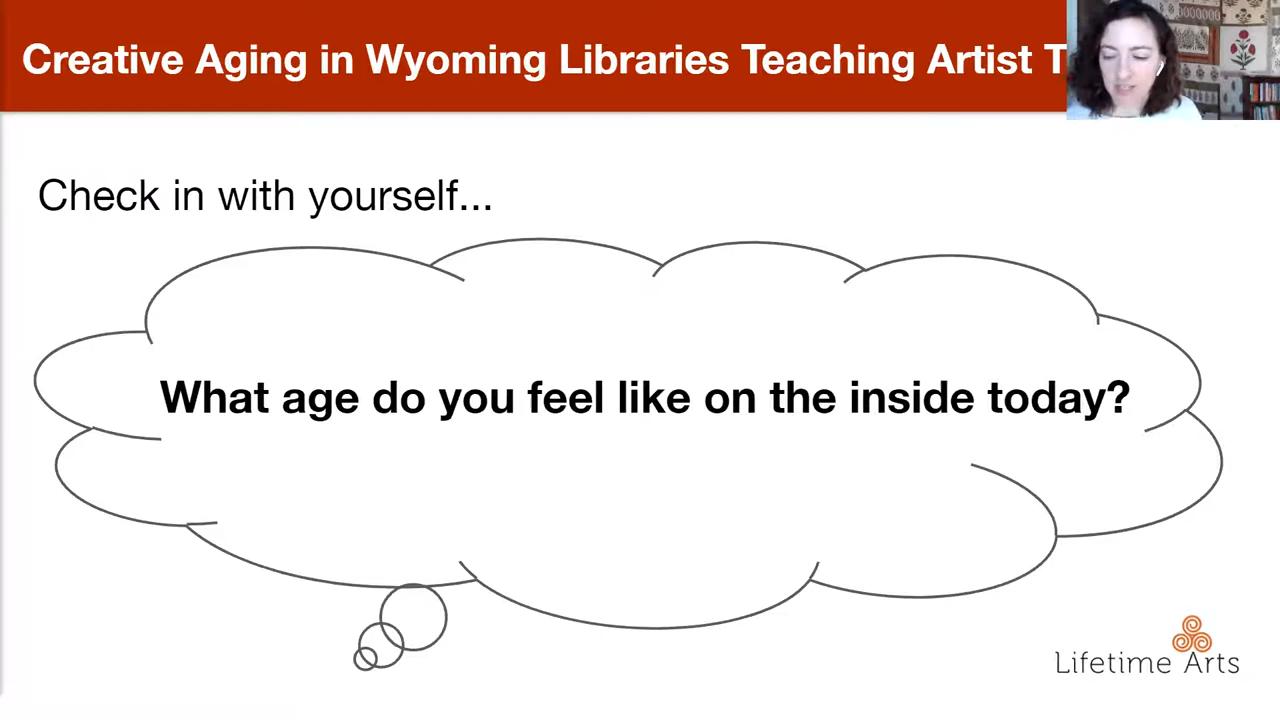 Creative Aging in Wyoming Libraries Teaching Artist T
Check in with yourself...
What age do you feel like on the inside today?
Lifetime Arts